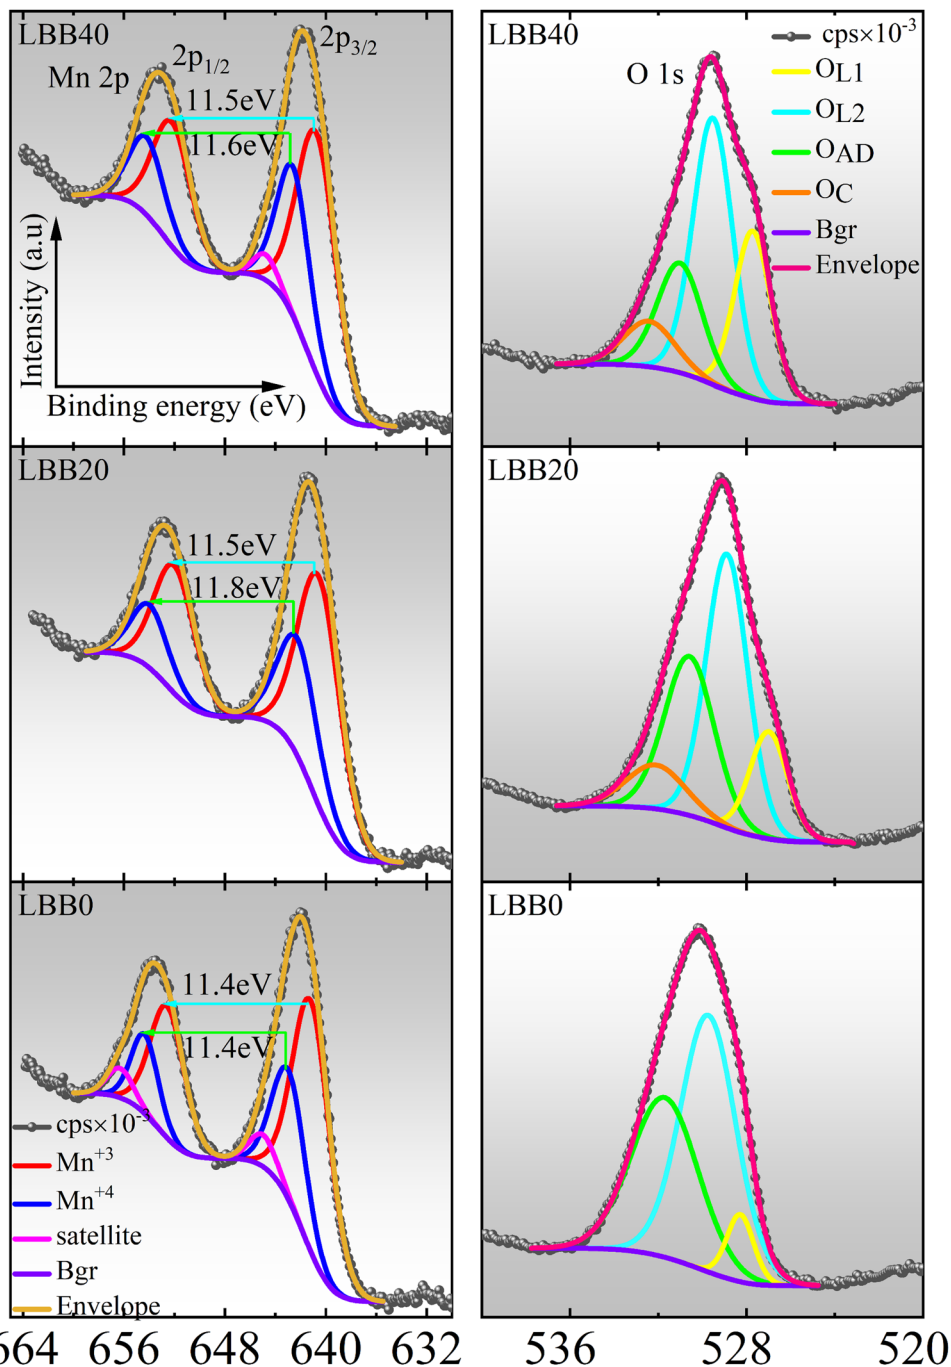 LBB40
2p3/2
2p1/2
Mn 2p
11.5eV
11.6eV
Intensity (a.u)
Binding energy (eV)
LBB40
O 1s
cps×10-3
OL1
OL2
OAD
OC
Bgr
Envelope
LBB20
11.5eV
11.8eV
LBB20
LBB0
11.4eV
11.4eV
cps×10-3
Mn+3
Mn+4
satellite
Bgr
Envelope
LBB0
664 656 648 640 632
536 528 520